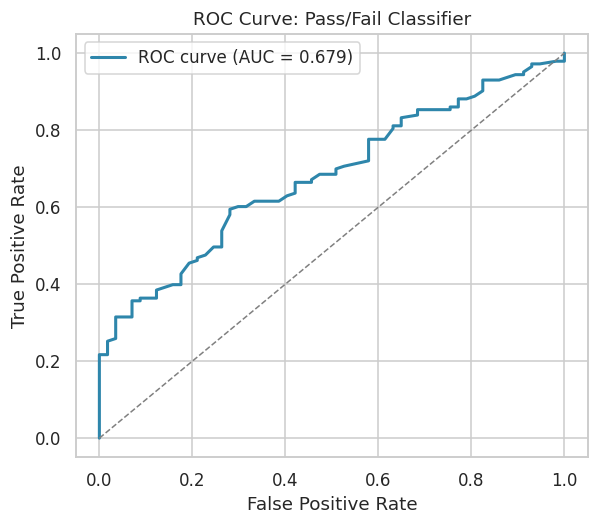 ROC Curve: Pass/Fail Classifier
ROC curve (AUC = 0.679)
True Positive Rate
1.0
0.8
0.6
0.4
0.2
0.0
0.0 0.2 0.4 0.6 0.8 1.0
False Positive Rate